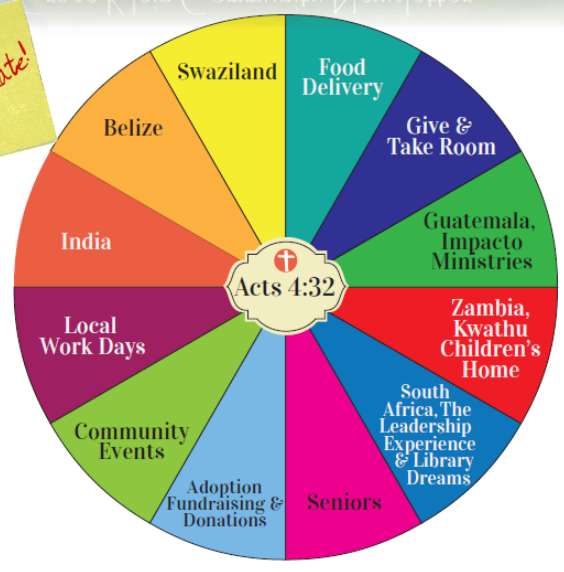 ate!
Swaziland
Food
Delivery
Give &
Take Room
Guatemala,
Impacto
Ministries
Zambia,
Kwathu
Children's
Home
South
Africa, The
Leadership
Experience
& Library
Dreams
Seniors
Adoption
Fundraising &
Donations
Community
Events
Local
Work Days
India
Belize
Acts 4:32